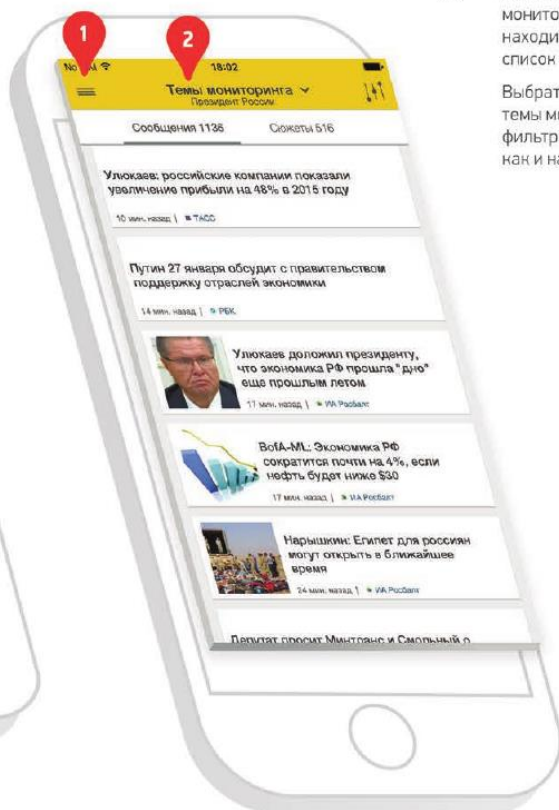 1
2
18:02
Темы мониторинга
Президент России
Сообщения 1136
Сюжеты 516
Улюкаев: российские компании показали
увеличение прибыли на 48% в 2015 году
10 мин. назад | ТАСС
Путин 27 января обсудит с правительством
поддержку отраслей экономики
14 мин. назад | РБК
Улюкаев доложил президенту,
что экономика РФ прошла "дно"
еще прошлым летом
17 мин. назад | ИА Росбалт
BofA-ML: Экономика РФ
сократится почти на 4%, если
нефть будет ниже $30
17 мин. назад | ИА Росбалт
Нарышкин: Египет для россиян
могут открыть в ближайшее
время
24 мин. назад | ИА Росбалт
Депутат просит Минтранс и Смольный о
монито
находи
список
Выбрат
темы мо
фильтр
как и на